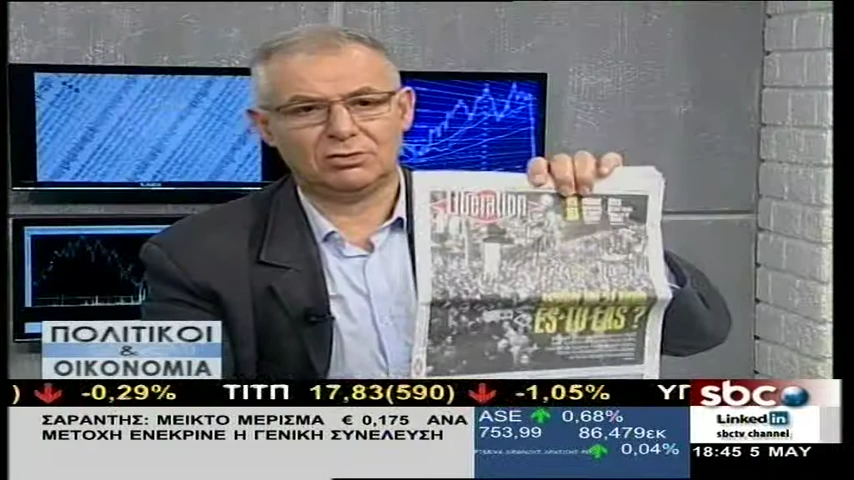 Libération
ES-TU LÀS ?
ΠΟΛΙΤΙΚΟΙ
&
ΟΙΚΟΝΟΜΙΑ
) -0,29% ΤΙΤΠ 17,83(590) -1,05% ΥΓ
sbc
ΣΑΡΑΝΤΗΣ: ΜΕΙΚΤΟ ΜΕΡΙΣΜΑ € 0,175 ΑΝΑ
ΜΕΤΟΧΗ ΕΝΕΚΡΙΝΕ Η ΓΕΝΙΚΗ ΣΥΝΕΛΕΥΣΗ
ASE 0,68%
753,99 86,479εκ
0,04%
Linked in
sbctv channel
18:45 5 MAY